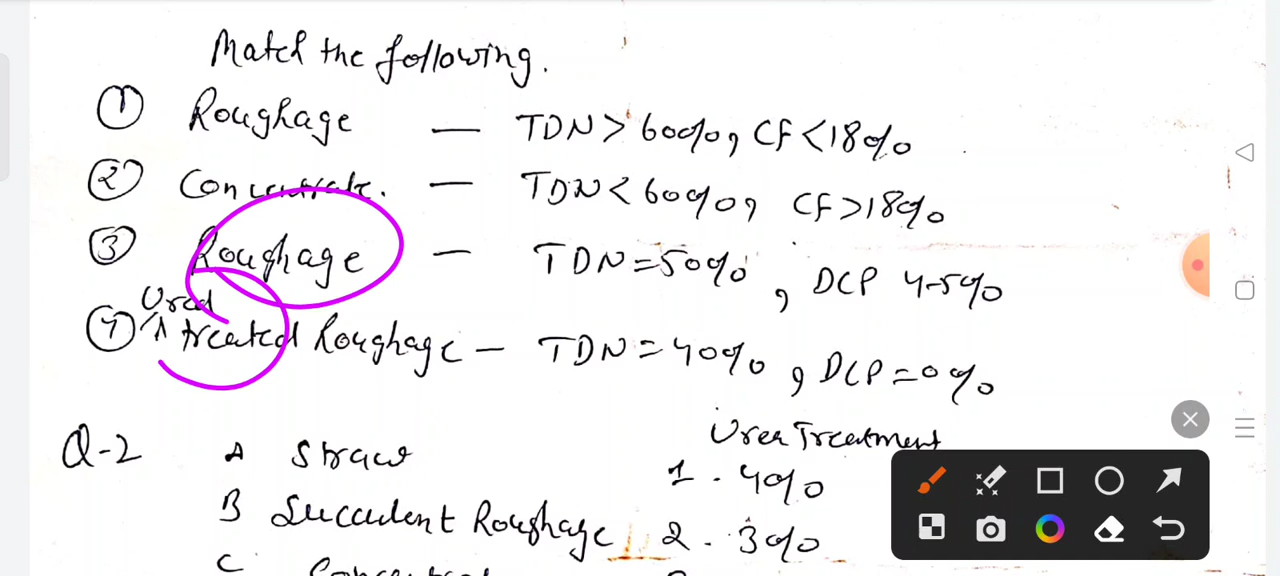 Match the following.
① Roughage — TDN > 60%, CF < 18%
② Concentrate. — TDN < 60%, CF > 18%
③ Roughage — TDN = 50%, DCP 4-5%
④ Urea treated Roughage — TDN = 40%, DCP = 0%
Urea Treatment
Q-2 A Straw 1. 4%
B Succulent Roughage 2. 3%
C